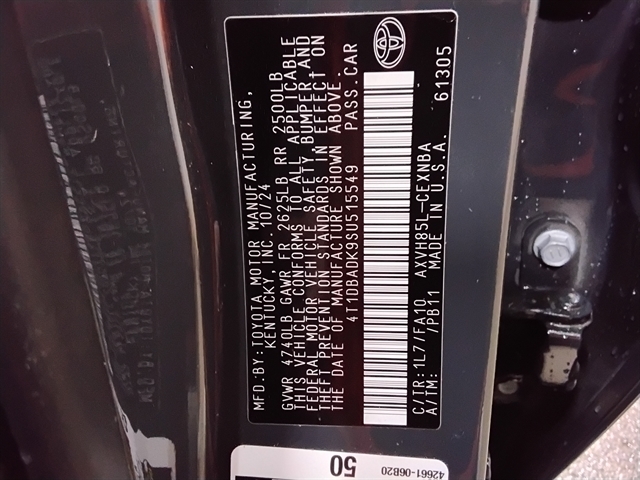 MFD.BY:TOYOTA MOTOR MANUFACTURING,
KENTUCKY, INC. 10/24
GVWR 4740LB GAWR FR 2625LB RR 2500LB
THIS VEHICLE CONFORMS TO ALL APPLICABLE
FEDERAL MOTOR VEHICLE SAFETY BUMPER, AND
THEFT PREVENTION STANDARDS IN EFFECT ON
THE DATE OF MANUFACTURE SHOWN ABOVE.
4T1DBADK9SU515549 PASS.CAR
C/TR:1L7/FA10 AXVH85L-CEXNBA
A/TM: /PB11 MADE IN U.S.A.
61305
50
42661-06B20